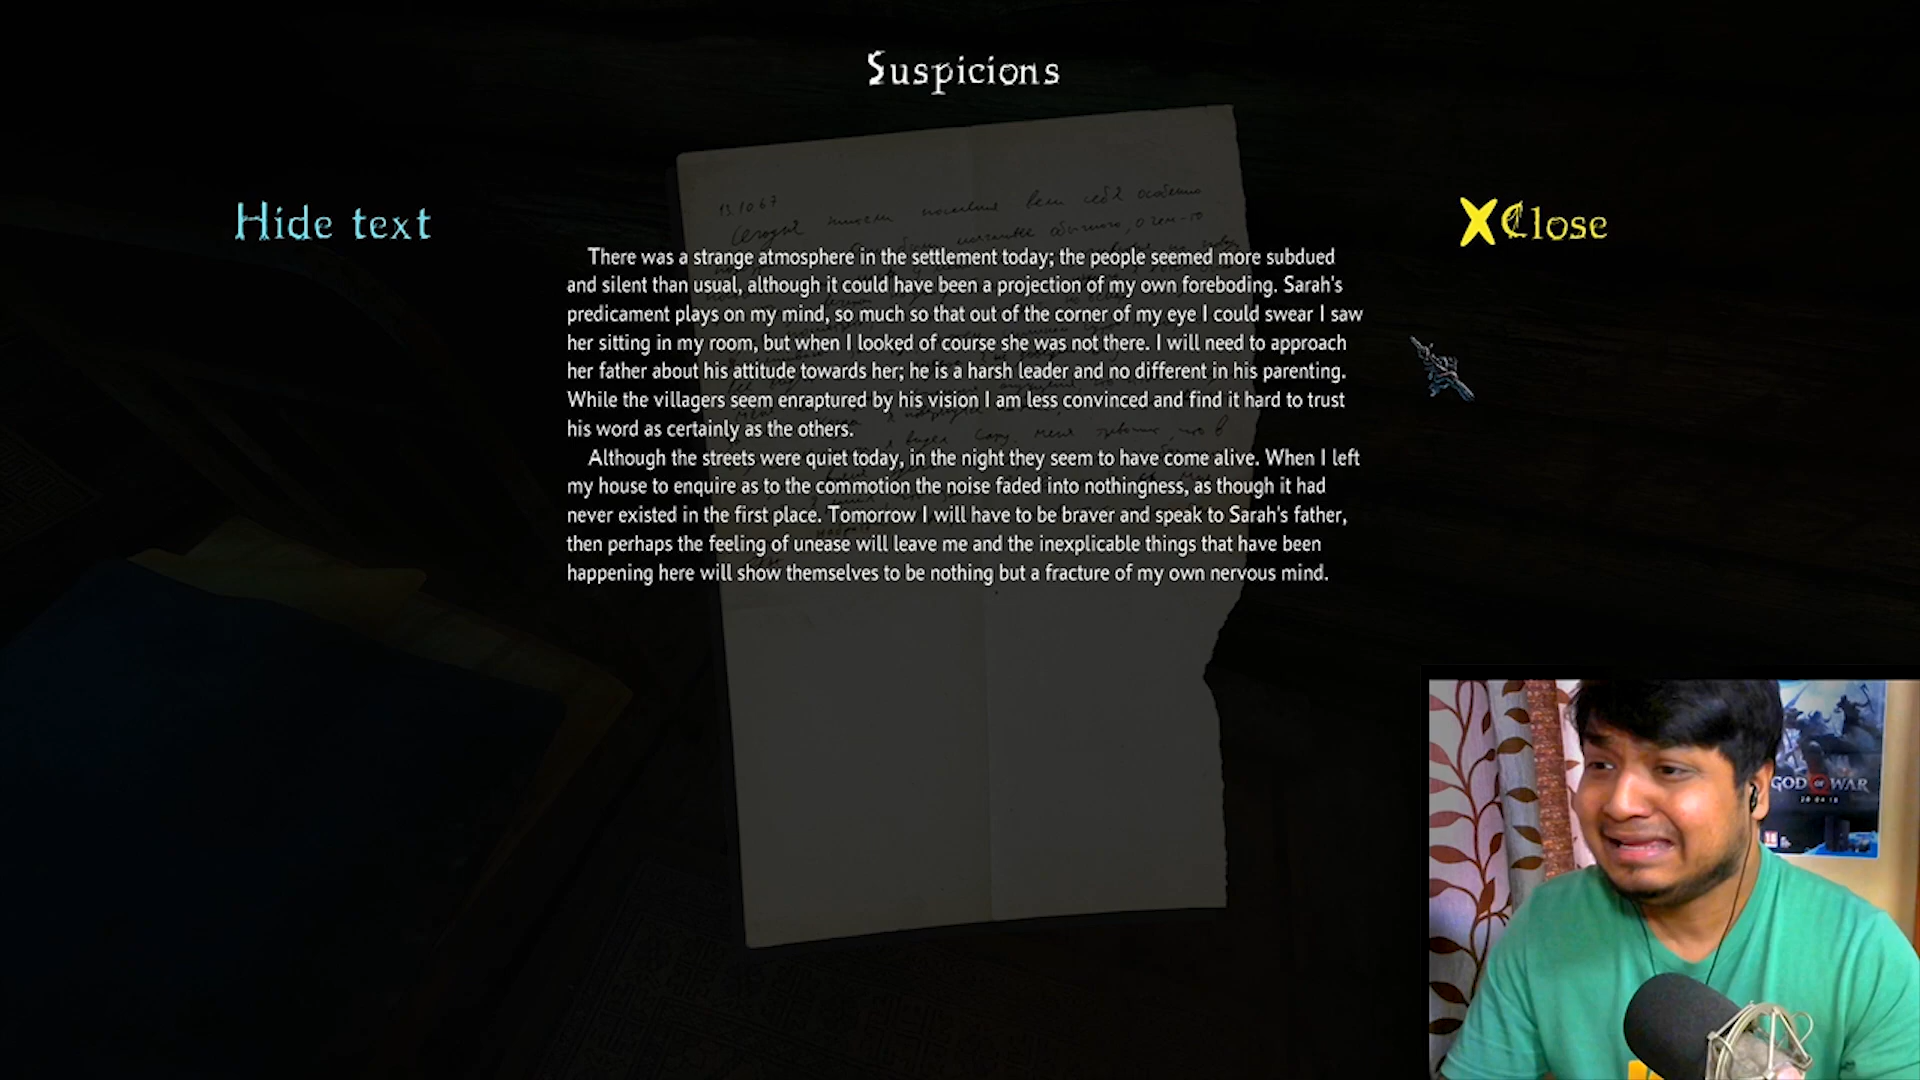 Suspicions
Hide text
X Close
13.10.67
There was a strange atmosphere in the settlement today; the people seemed more subdued
and silent than usual, although it could have been a projection of my own foreboding. Sarah's
predicament plays on my mind, so much so that out of the corner of my eye I could swear I saw
her sitting in my room, but when I looked of course she was not there. I will need to approach
her father about his attitude towards her; he is a harsh leader and no different in his parenting.
While the villagers seem enraptured by his vision I am less convinced and find it hard to trust
his word as certainly as the others.
Although the streets were quiet today, in the night they seem to have come alive. When I left
my house to enquire as to the commotion the noise faded into nothingness, as though it had
never existed in the first place. Tomorrow I will have to be braver and speak to Sarah's father,
then perhaps the feeling of unease will leave me and the inexplicable things that have been
happening here will show themselves to be nothing but a fracture of my own nervous mind.
GOD OF WAR
20.04.18
18